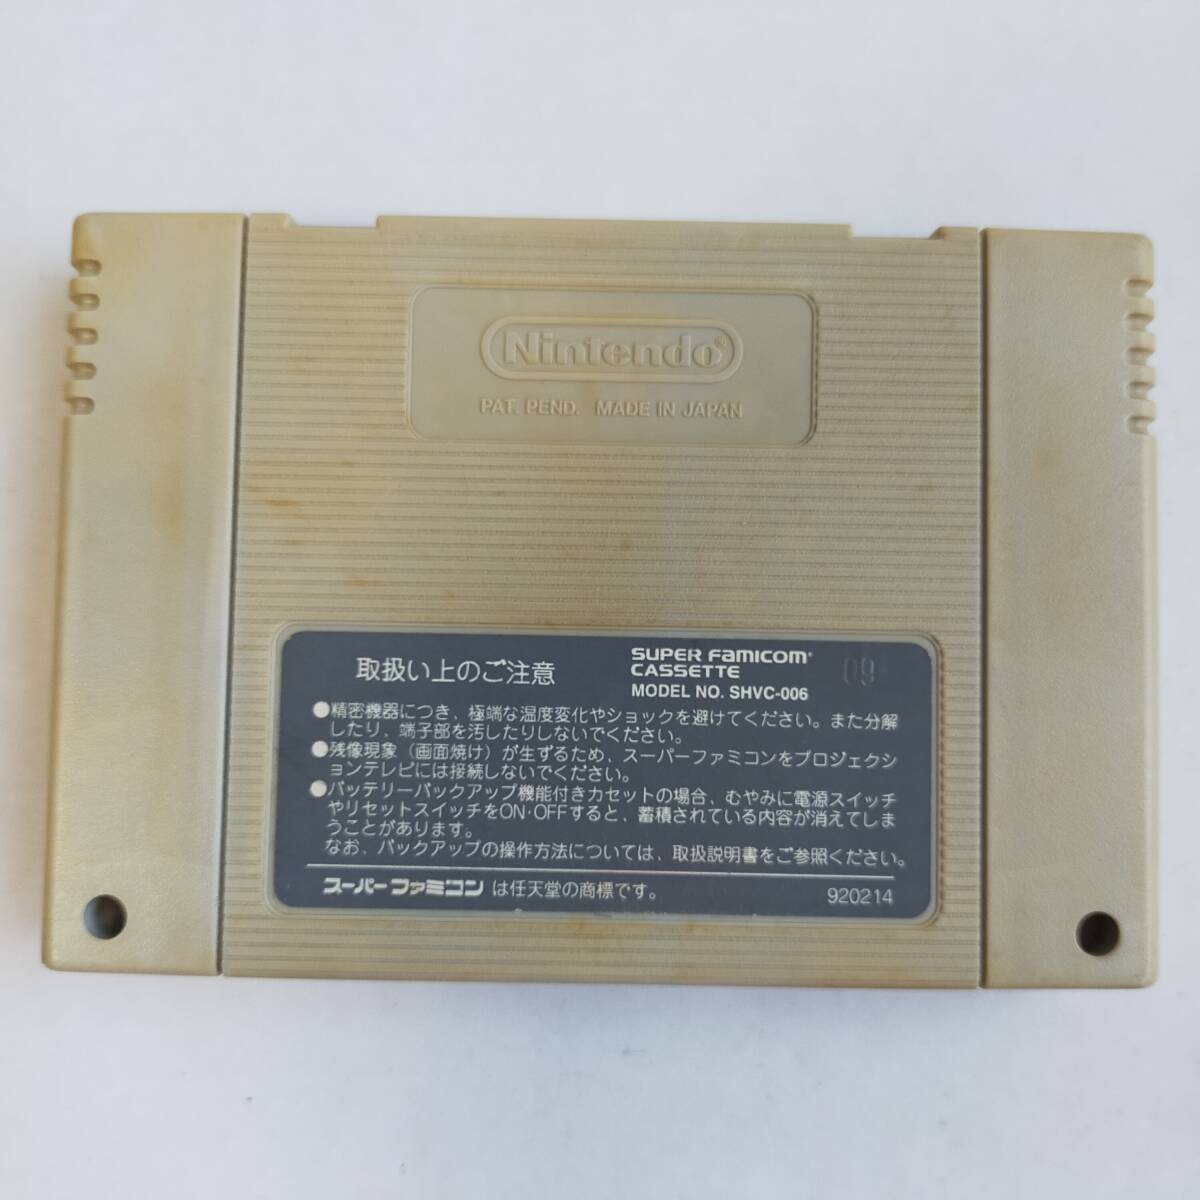 Nintendo®
PAT. PEND. MADE IN JAPAN
取扱い上のご注意
SUPER FAMICOM®
CASSETTE
MODEL NO. SHVC-006
09
●精密機器につき、極端な温度変化やショックを避けてください。また分解
したり、端子部を汚したりしないでください。
●残像現象（画面焼け）が生ずるため、スーパーファミコンをプロジェクシ
ョンテレビには接続しないでください。
●バッテリーバックアップ機能付きカセットの場合、むやみに電源スイッチ
やリセットスイッチをON・OFFすると、蓄積されている内容が消えてしま
うことがあります。
なお、バックアップの操作方法については、取扱説明書をご参照ください。
スーパーファミコン は任天堂の商標です。
920214